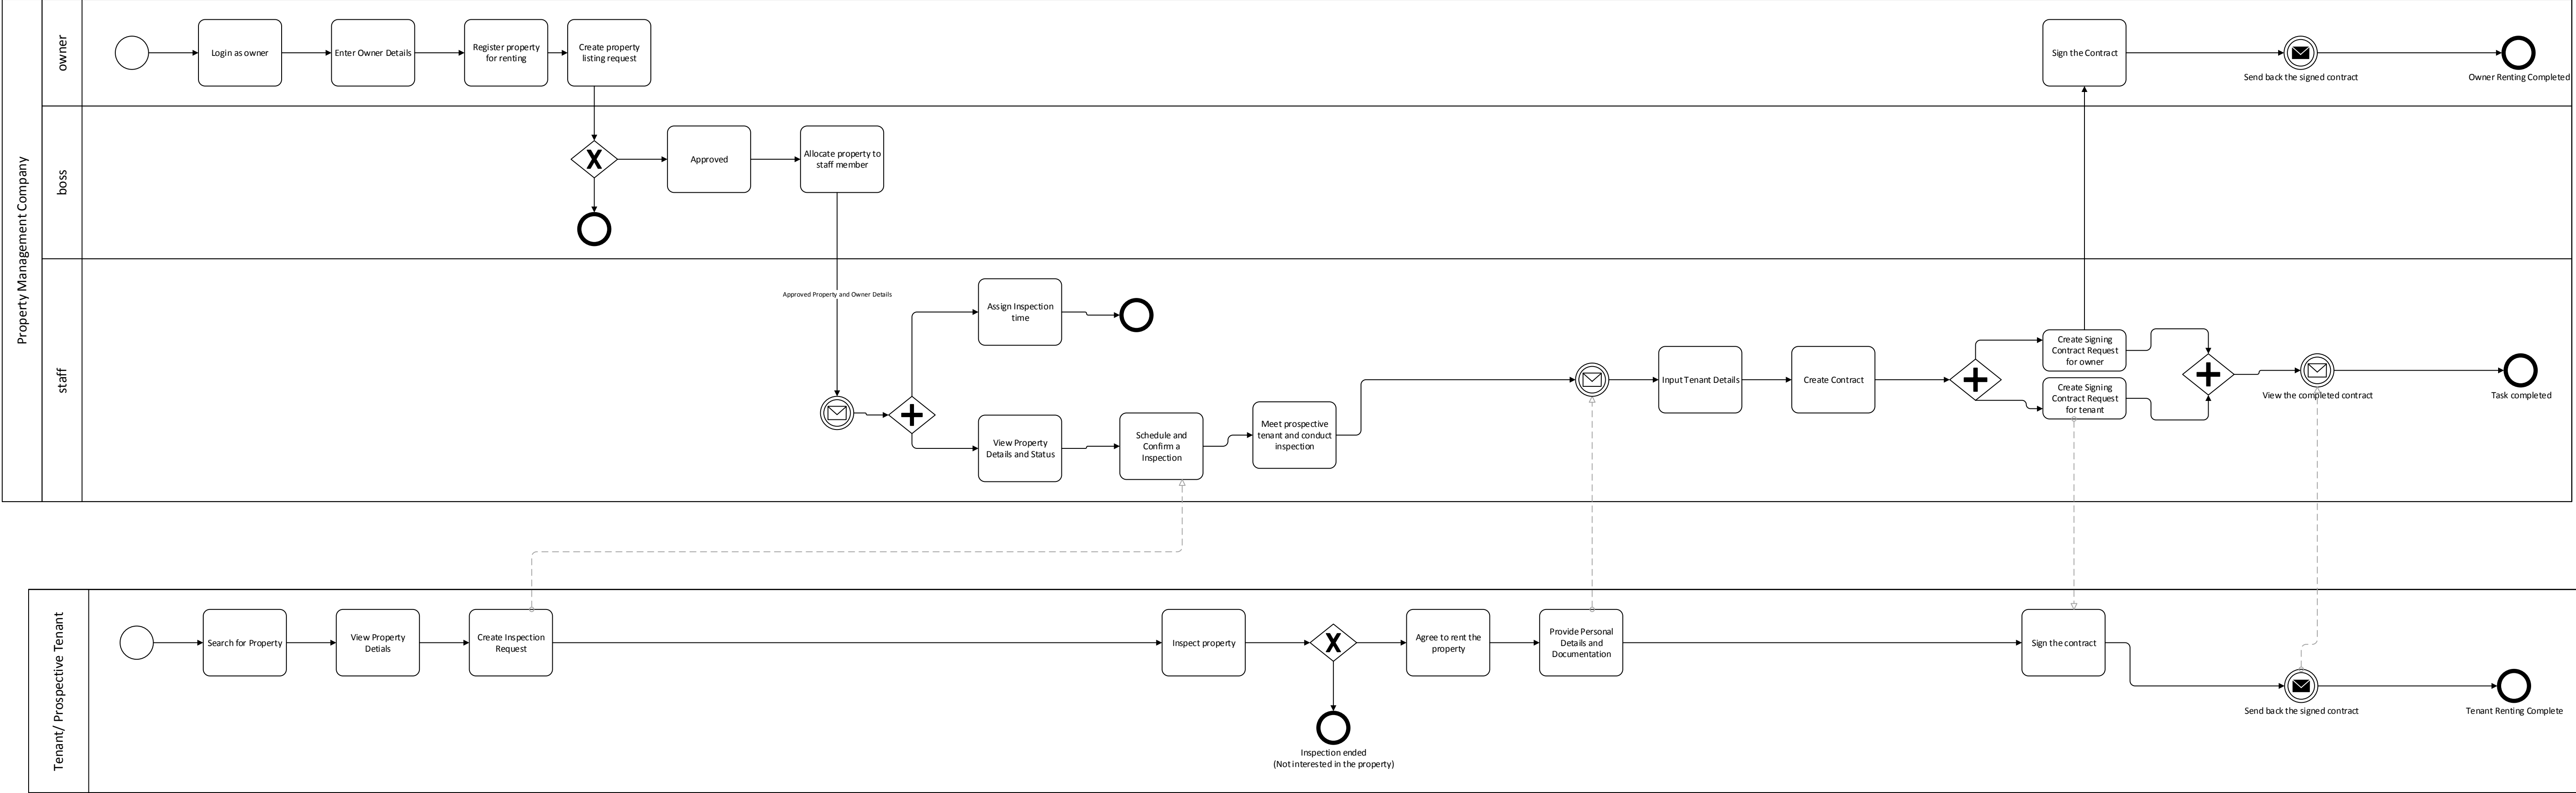 Property Management Company
owner
Login as owner
Enter Owner Details
Register property
for renting
Create property
listing request
Sign the Contract
Send back the signed contract
Owner Renting Completed
boss
X
Approved
Allocate property to
staff member
staff
Approved Property and Owner Details
Assign Inspection
time
View Property
Details and Status
Schedule and
Confirm a
Inspection
Meet prospective
tenant and conduct
inspection
Input Tenant Details
Create Contract
Create Signing
Contract Request
for owner
Create Signing
Contract Request
for tenant
View the completed contract
Task completed
Tenant/ Prospective Tenant
Search for Property
View Property
Detials
Create Inspection
Request
Inspect property
X
Agree to rent the
property
Provide Personal
Details and
Documentation
Sign the contract
Send back the signed contract
Tenant Renting Complete
Inspection ended
(Not interested in the property)